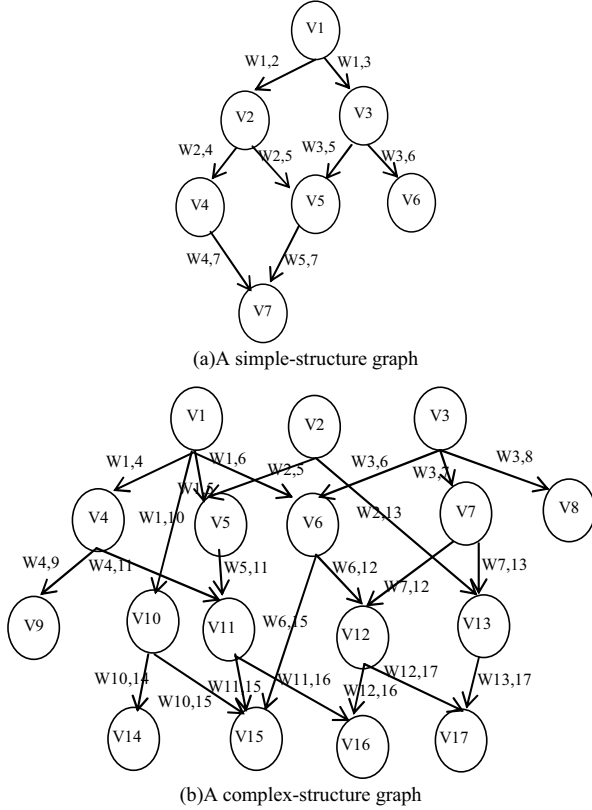 V1
W1,2
W1,3
V2
V3
W2,4
W2,5
W3,5
W3,6
V4
V5
V6
W4,7
W5,7
V7
(a)A simple-structure graph
V1
V2
V3
W1,4
W1,6
W2,5
W3,6
W3,7
W3,8
W1,5
V4
W1,10
V5
V6
W2,13
V7
V8
W4,9
W4,11
W5,11
W6,12
W7,12
W7,13
V9
V10
V11
W6,15
V12
V13
W10,14
W10,15
W11,15
W11,16
W12,16
W12,17
W13,17
V14
V15
V16
V17
(b)A complex-structure graph